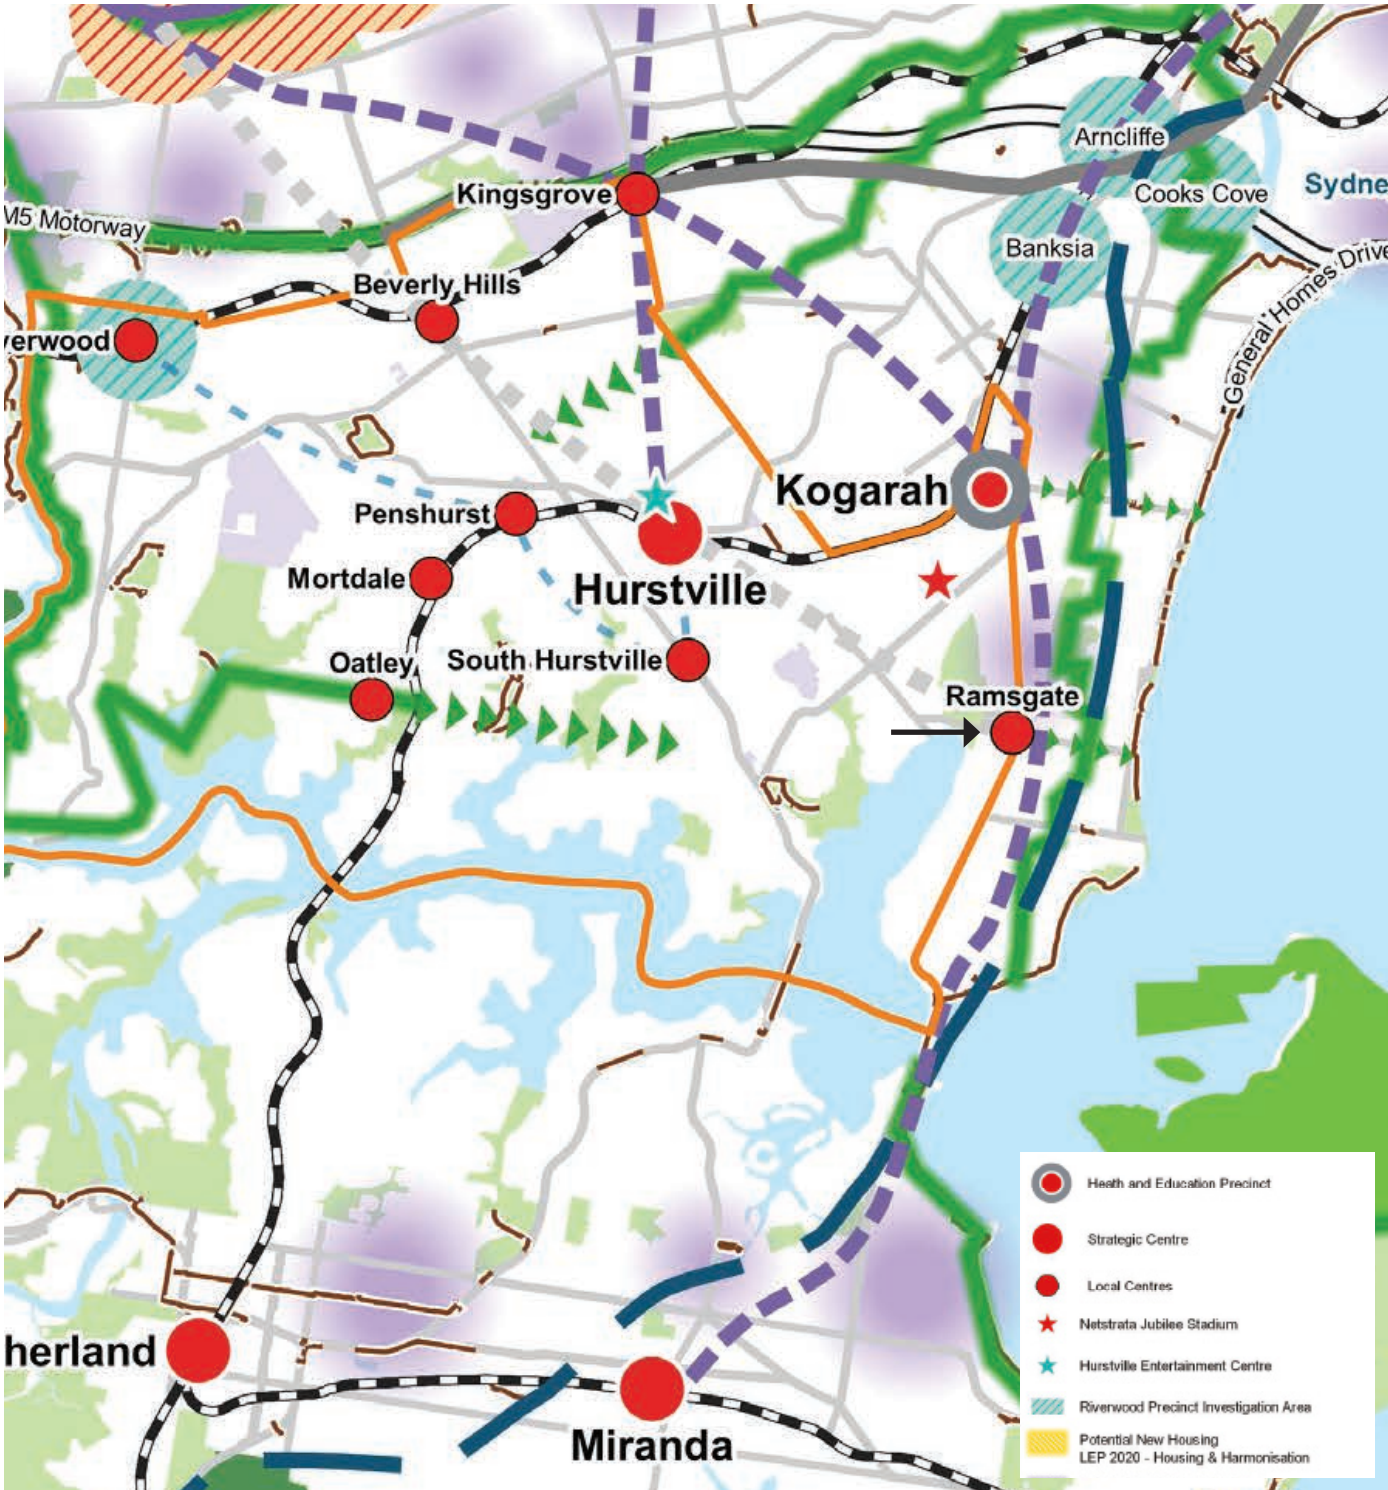 Arncliffe
Cooks Cove
Sydne
Kingsgrove
M5 Motorway
Banksia
General Homes Drive
Beverly Hills
verwood
Kogarah
Penshurst
Mortdale
Hurstville
Oatley
South Hurstville
Ramsgate
herland
Miranda
Heath and Education Precinct
Strategic Centre
Local Centres
Netstrata Jubilee Stadium
Hurstville Entertainment Centre
Riverwood Precinct Investigation Area
Potential New Housing
LEP 2020 - Housing & Harmonisation